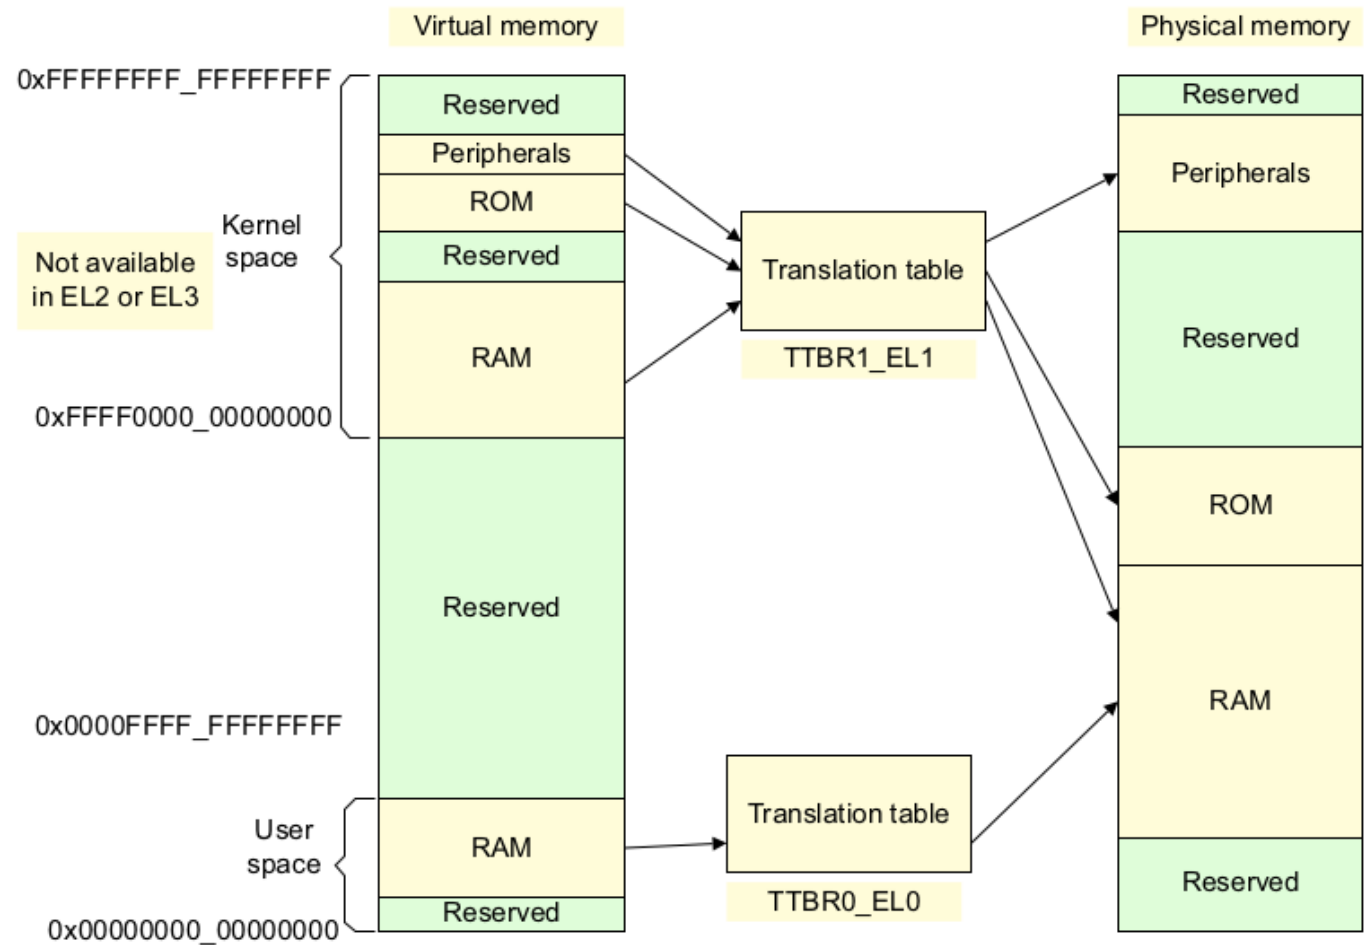 Virtual memory
Physical memory
0xFFFFFFFF_FFFFFFFF
Reserved
Peripherals
ROM
Reserved
RAM
Kernel
space
Not available
in EL2 or EL3
0xFFFF0000_00000000
Reserved
0x0000FFFF_FFFFFFFF
User
space
RAM
Reserved
0x00000000_00000000
Translation table
TTBR1_EL1
Translation table
TTBR0_EL0
Reserved
Peripherals
Reserved
ROM
RAM
Reserved